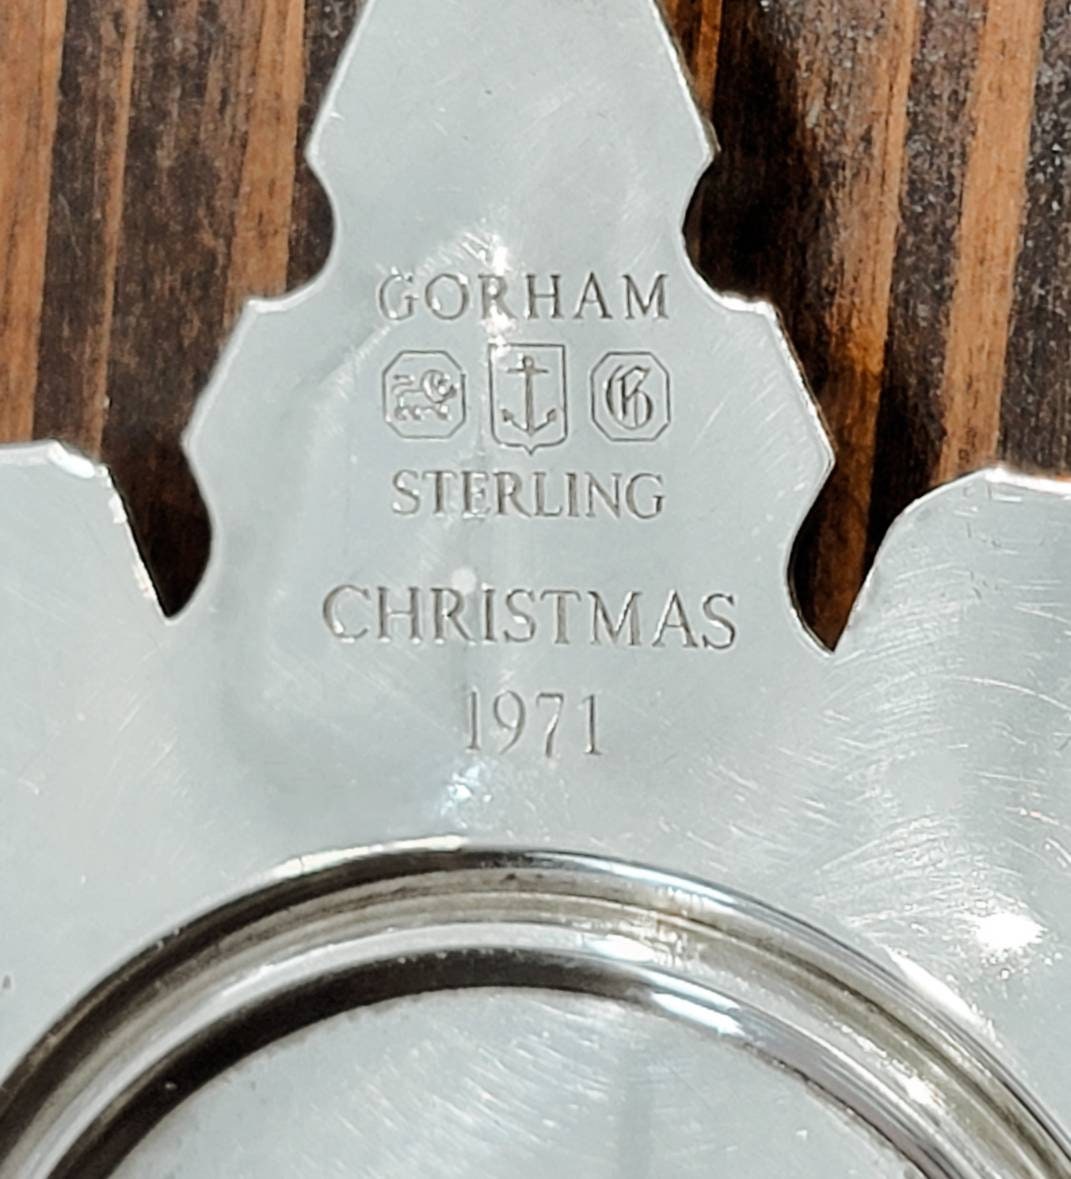 GORHAM
G
STERLING
CHRISTMAS
1971